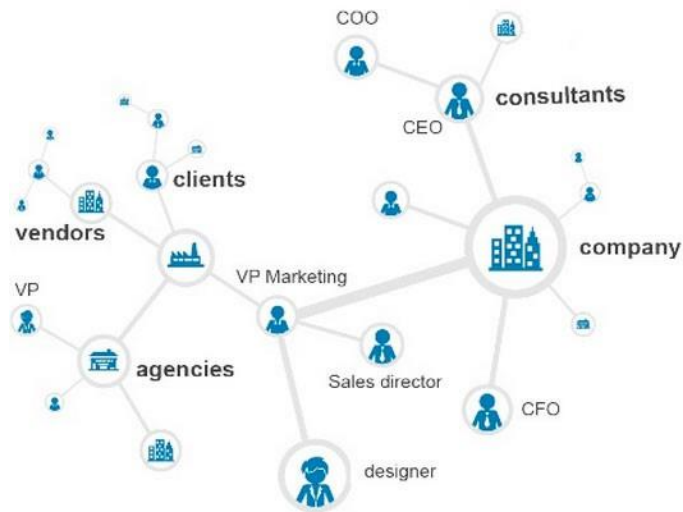 COO
consultants
CEO
clients
vendors
company
VP Marketing
VP
agencies
Sales director
CFO
designer